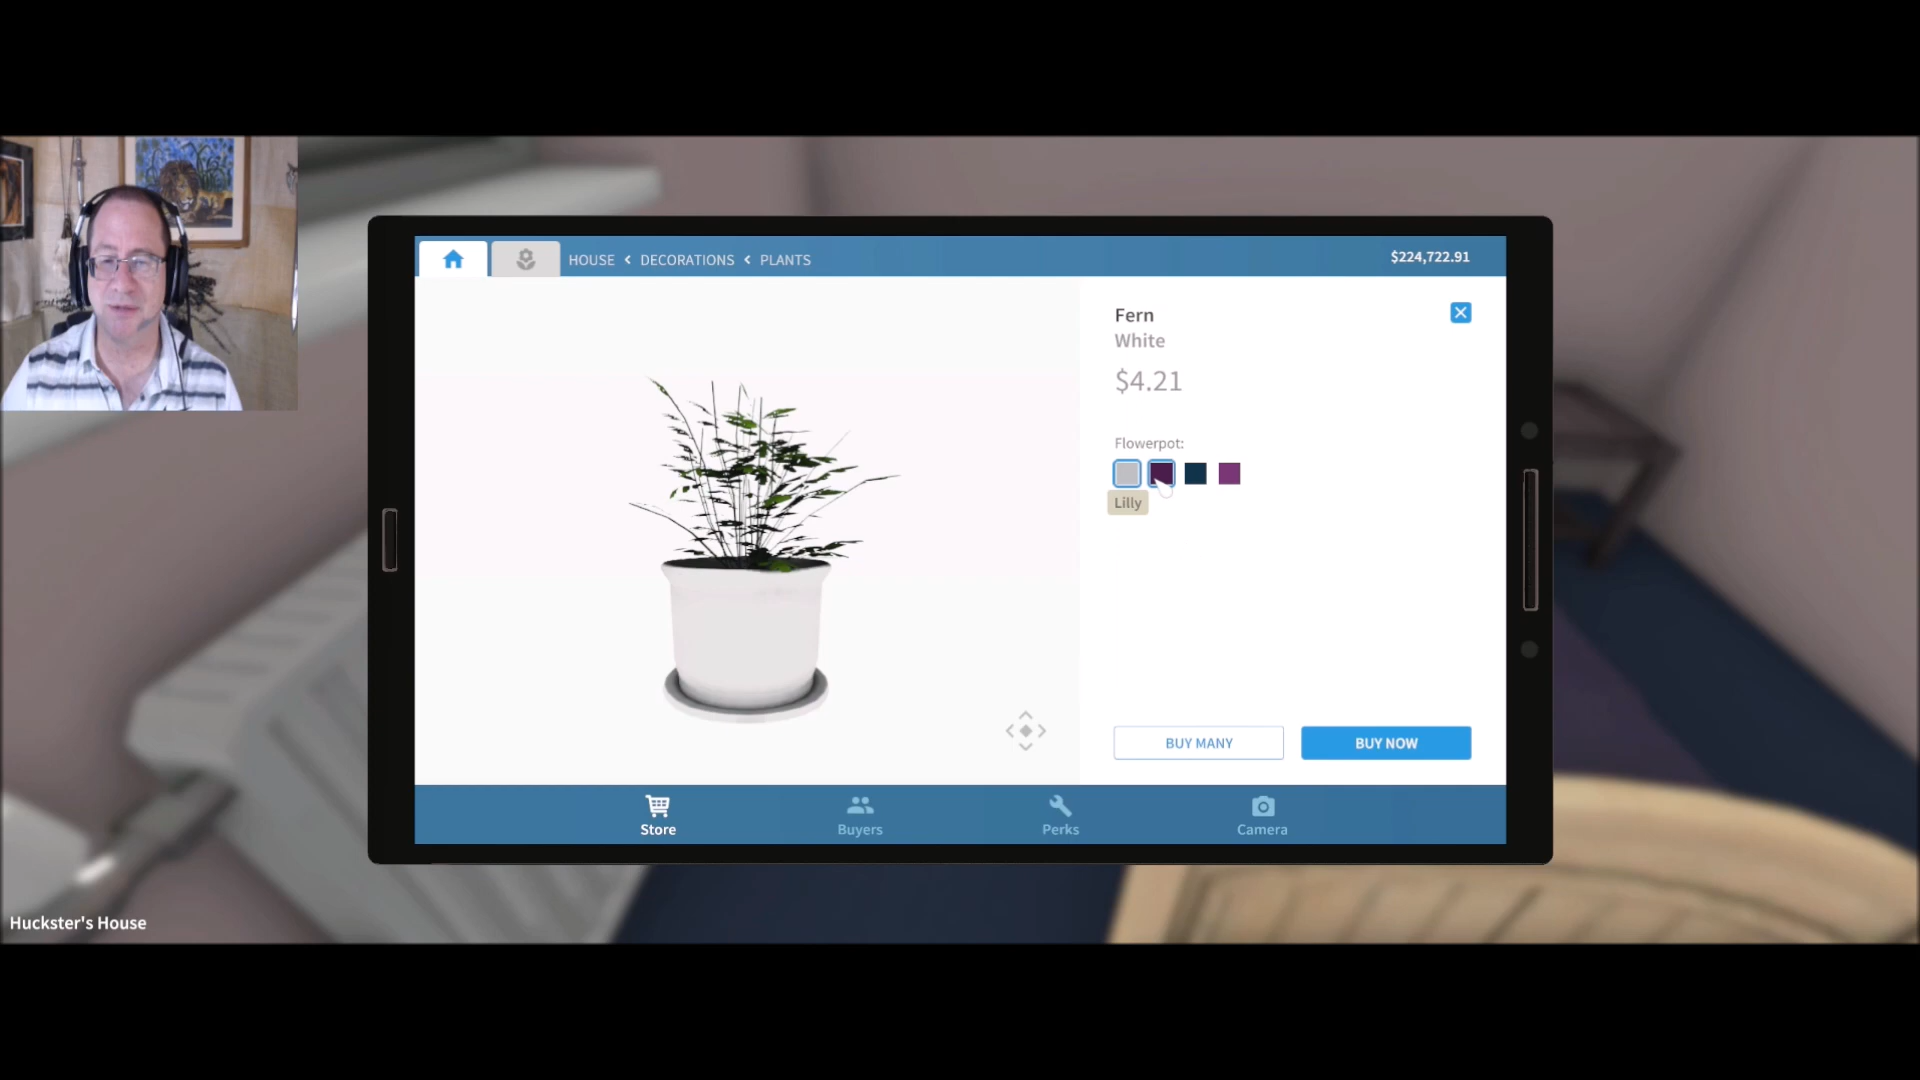 HOUSE < DECORATIONS < PLANTS
$224,722.91
Fern
White
$4.21
Flowerpot:
Lilly
BUY MANY
BUY NOW
Store
Buyers
Perks
Camera
Huckster's House